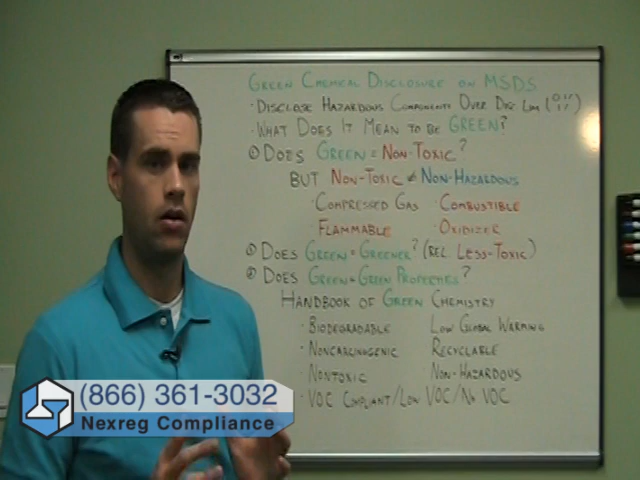 GREEN CHEMICAL DISCLOSURE ON MSDS
• DISCLOSE HAZARDOUS COMPONENTS OVER DISC LIM (0.1% 1%)
• WHAT DOES IT MEAN TO BE GREEN?
① DOES GREEN = NON-TOXIC?
BUT NON-TOXIC ≠ NON-HAZARDOUS
• COMPRESSED GAS • COMBUSTIBLE
• FLAMMABLE • OXIDIZER
DOES GREEN = GREENER? (REL. LESS-TOXIC)
DOES GREEN = GREEN PROPERTIES?
HANDBOOK OF GREEN CHEMISTRY
• BIODEGRADABLE LOW GLOBAL WARMING
• NONCARCINOGENIC RECYCLABLE
• NONTOXIC NON-HAZARDOUS
• VOC COMPLIANT/LOW VOC/NO VOC
(866) 361-3032
Nexreg Compliance